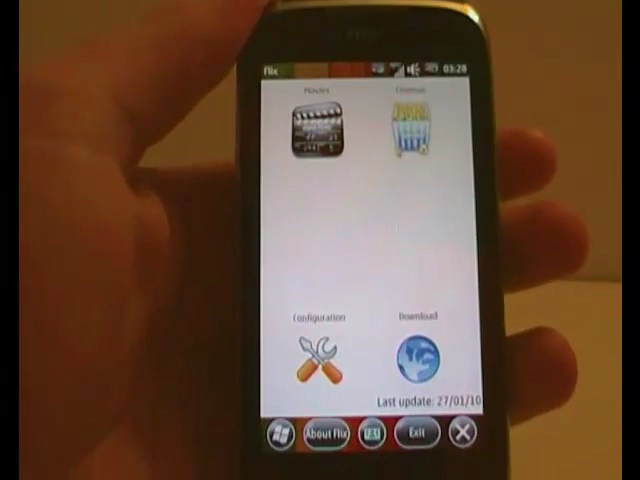 flix 03:28
Movies Cinemas
Configuration Download
Last update: 27/01/10
About Flix Exit